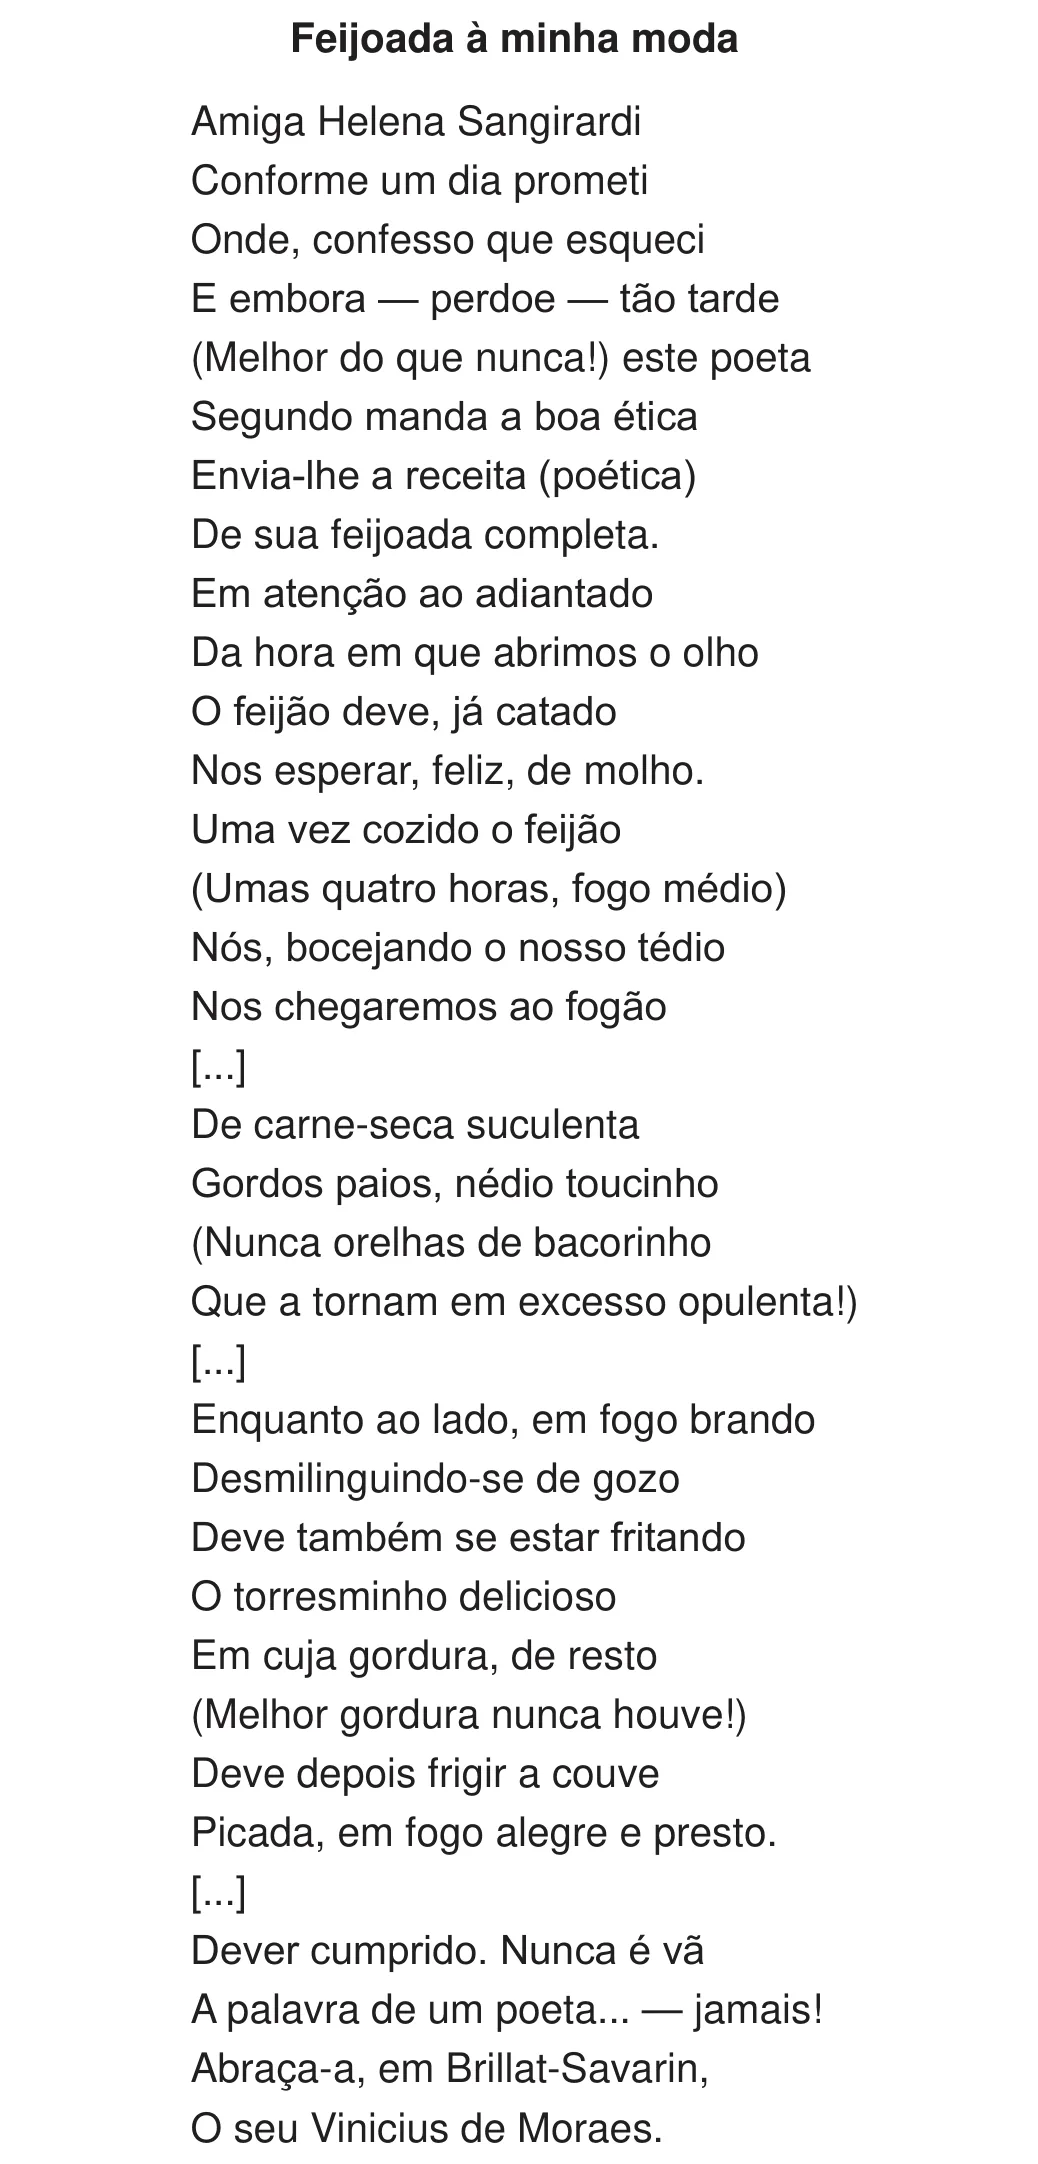 Feijoada à minha moda
Amiga Helena Sangirardi
Conforme um dia prometi
Onde, confesso que esqueci
E embora — perdoe — tão tarde
(Melhor do que nunca!) este poeta
Segundo manda a boa ética
Envia-lhe a receita (poética)
De sua feijoada completa.
Em atenção ao adiantado
Da hora em que abrimos o olho
O feijão deve, já catado
Nos esperar, feliz, de molho.
Uma vez cozido o feijão
(Umas quatro horas, fogo médio)
Nós, bocejando o nosso tédio
Nos chegaremos ao fogão
[...]
De carne-seca suculenta
Gordos paios, nédio toucinho
(Nunca orelhas de bacorinho
Que a tornam em excesso opulenta!)
[...]
Enquanto ao lado, em fogo brando
Desmilinguindo-se de gozo
Deve também se estar fritando
O torresminho delicioso
Em cuja gordura, de resto
(Melhor gordura nunca houve!)
Deve depois frigir a couve
Picada, em fogo alegre e presto.
[...]
Dever cumprido. Nunca é vã
A palavra de um poeta... — jamais!
Abraça-a, em Brillat-Savarin,
O seu Vinicius de Moraes.